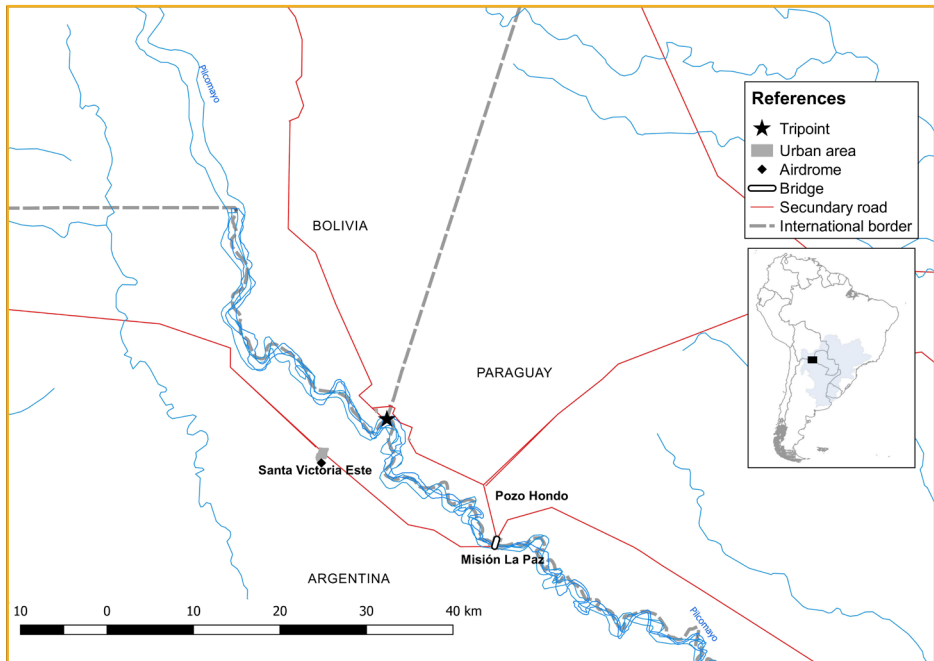 Pilcomayo
References
Tripoint
Urban area
Airdrome
Bridge
Secundary road
International border
BOLIVIA
PARAGUAY
Santa Victoria Este
Pozo Hondo
Misión La Paz
ARGENTINA
Pilcomayo
10 0 10 20 30 40 km